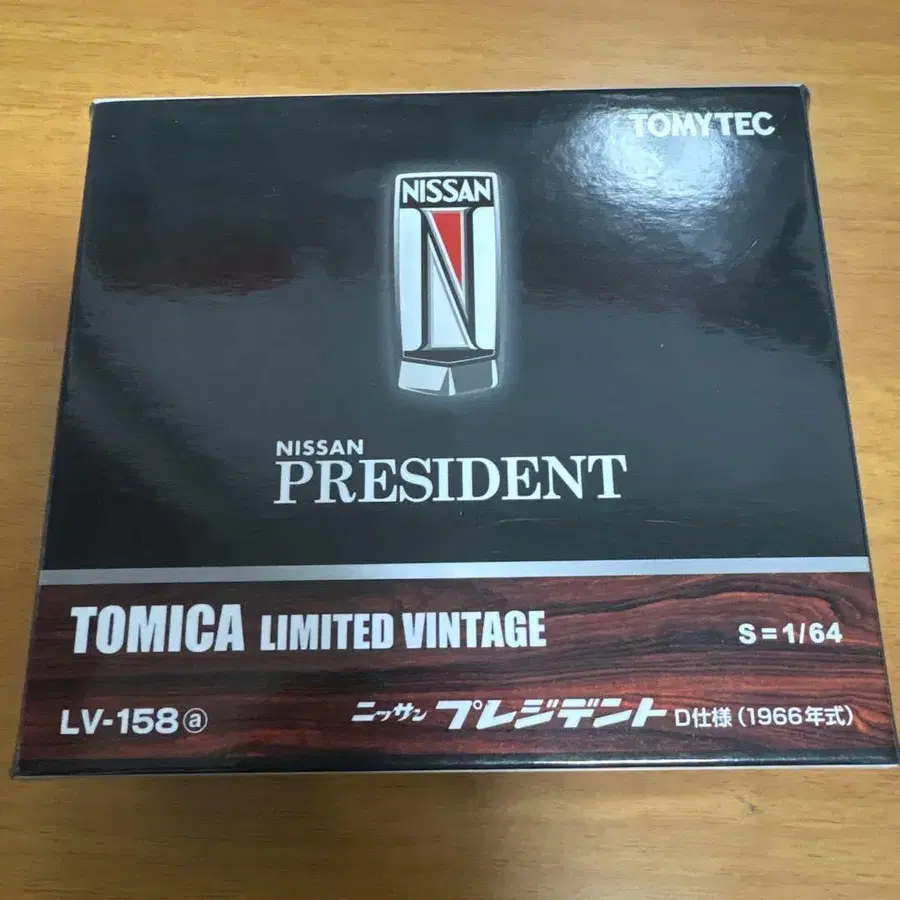 TOMYTEC
NISSAN
N
NISSAN
PRESIDENT
TOMICA LIMITED VINTAGE
S=1/64
LV-158ⓐ
ニッサン プレジデント D仕様(1966年式)